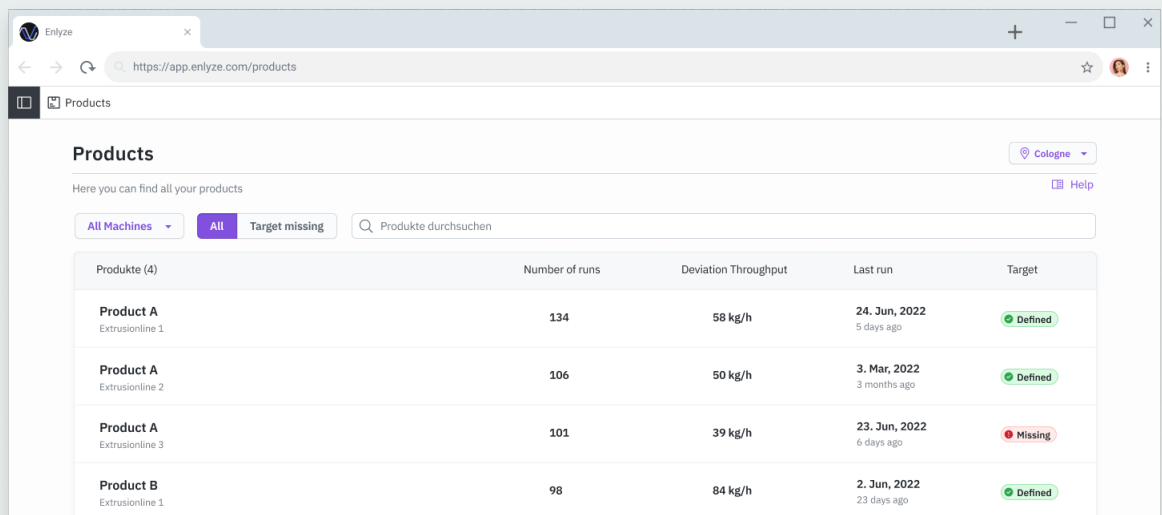 Enlyze
https://app.enlyze.com/products
Products
Products
Cologne
Here you can find all your products
Help
All Machines
All
Target missing
Produkte durchsuchen
Produkte (4) Number of runs Deviation Throughput Last run Target
Product A 134 58 kg/h 24. Jun, 2022 Defined
Extrusionline 1 5 days ago
Product A 106 50 kg/h 3. Mar, 2022 Defined
Extrusionline 2 3 months ago
Product A 101 39 kg/h 23. Jun, 2022 Missing
Extrusionline 3 6 days ago
Product B 98 84 kg/h 2. Jun, 2022 Defined
Extrusionline 1 23 days ago